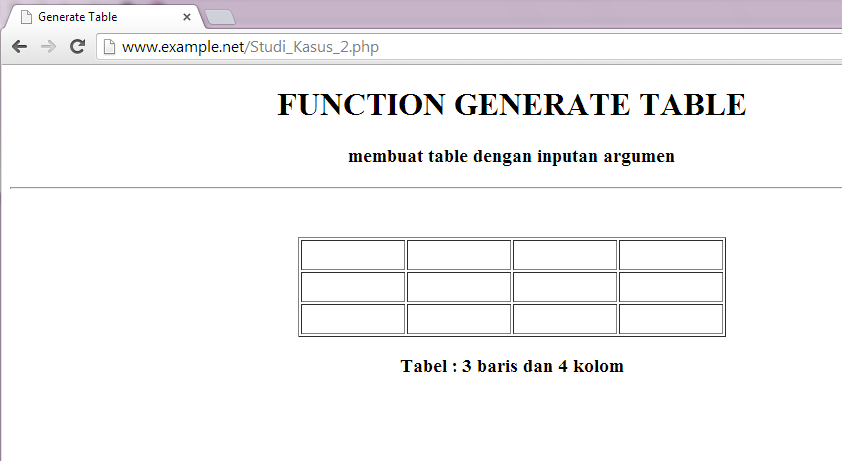 Generate Table
www.example.net/Studi_Kasus_2.php
FUNCTION GENERATE TABLE
membuat table dengan inputan argumen
Tabel : 3 baris dan 4 kolom